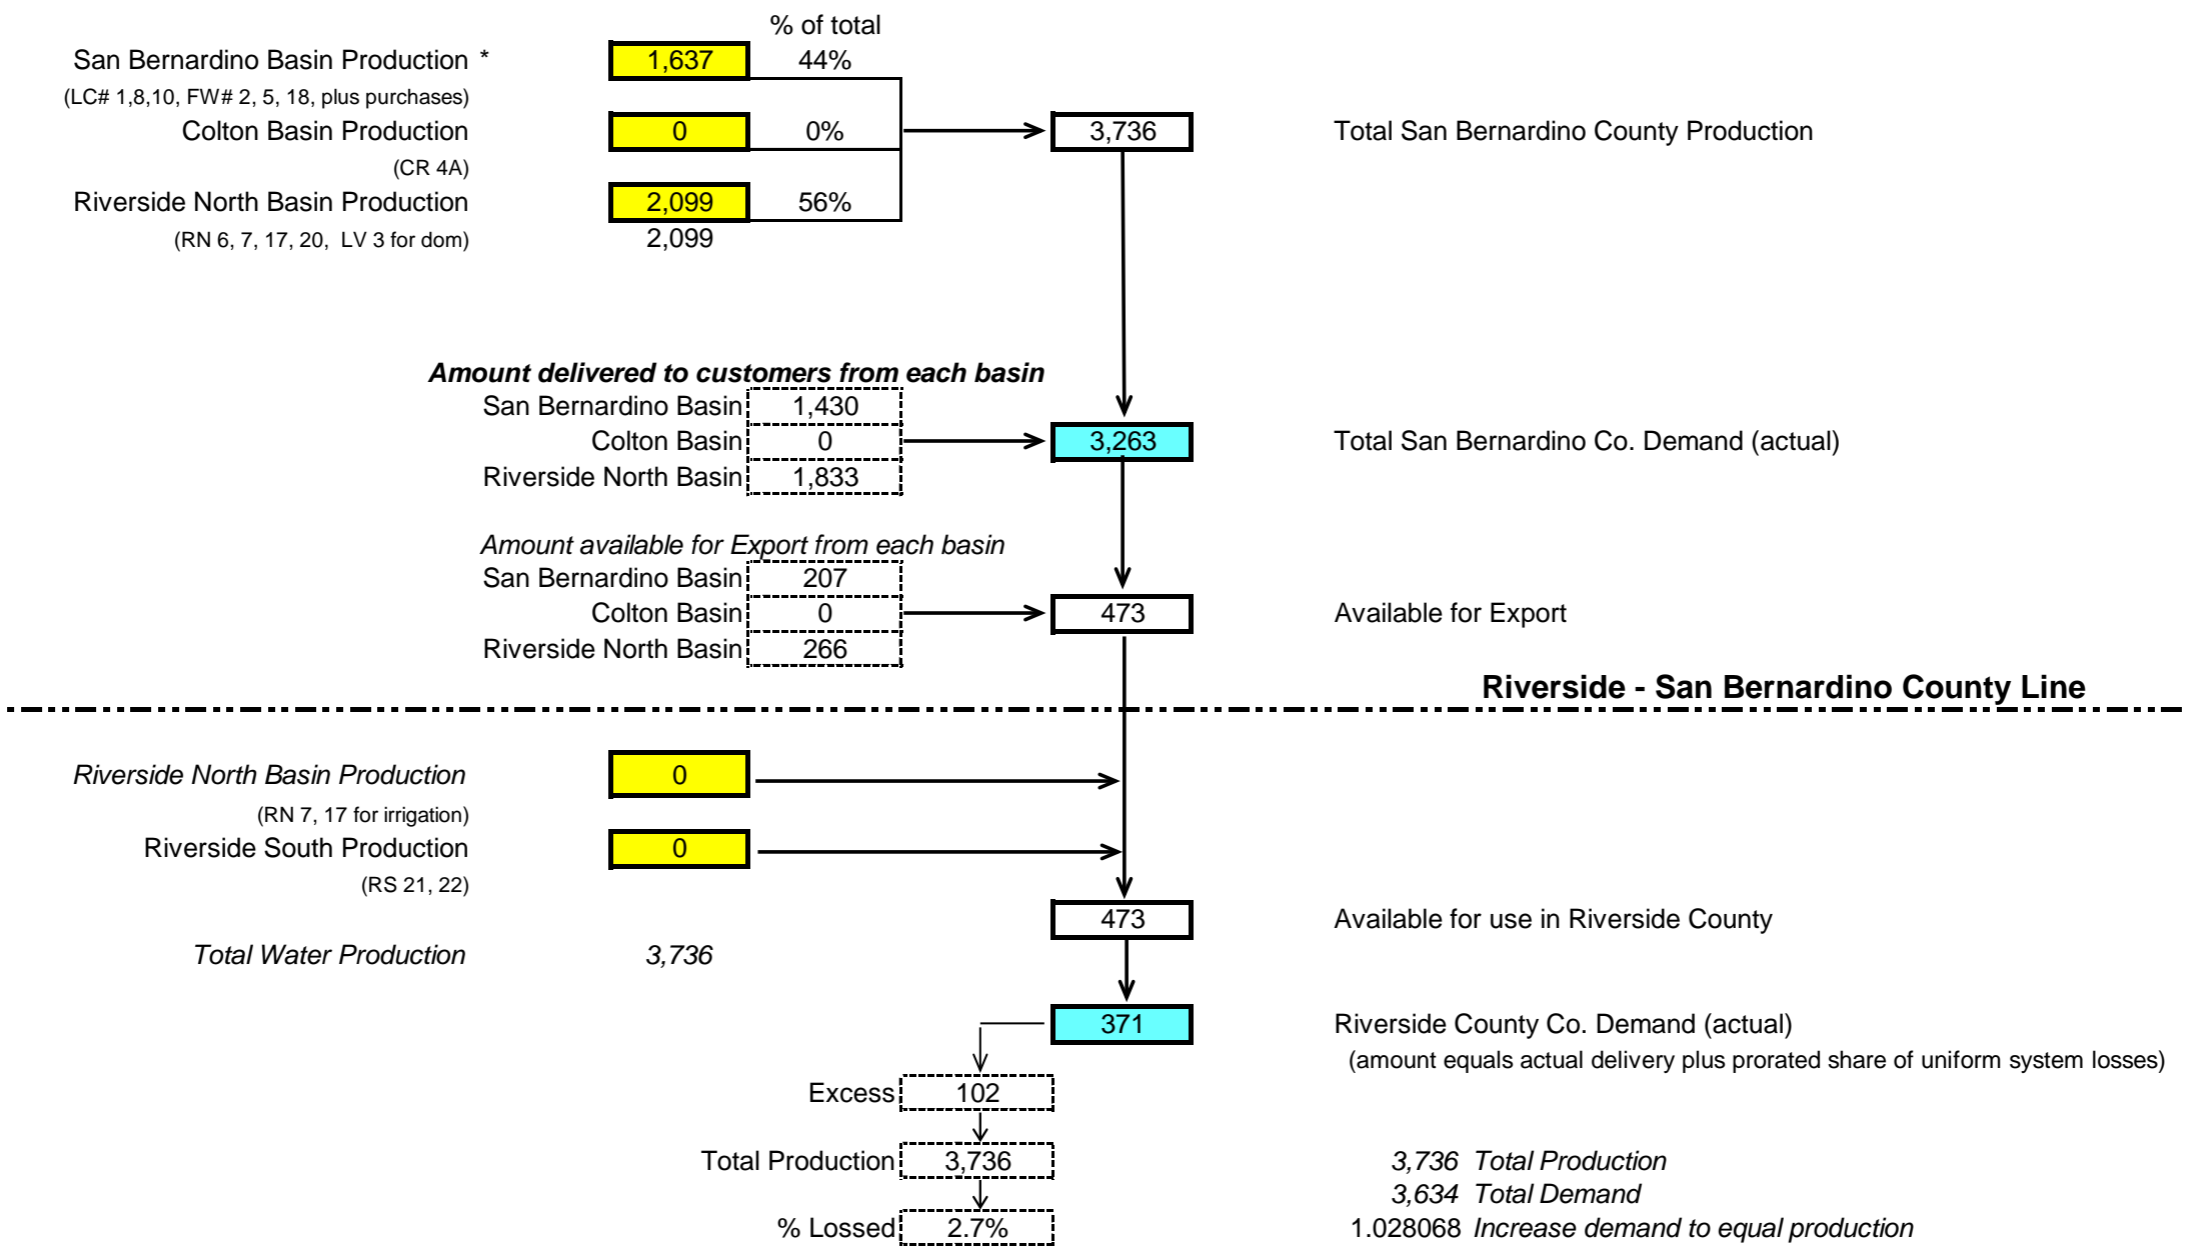 % of total
San Bernardino Basin Production * 1,637 44%
(LC# 1,8,10, FW# 2, 5, 18, plus purchases)
Colton Basin Production 0 0% 3,736 Total San Bernardino County Production
(CR 4A)
Riverside North Basin Production 2,099 56%
(RN 6, 7, 17, 20, LV 3 for dom) 2,099
Amount delivered to customers from each basin
San Bernardino Basin 1,430
Colton Basin 0 3,263 Total San Bernardino Co. Demand (actual)
Riverside North Basin 1,833
Amount available for Export from each basin
San Bernardino Basin 207
Colton Basin 0 473 Available for Export
Riverside North Basin 266
Riverside - San Bernardino County Line
Riverside North Basin Production 0
(RN 7, 17 for irrigation)
Riverside South Production 0
(RS 21, 22)
473 Available for use in Riverside County
Total Water Production 3,736
371 Riverside County Co. Demand (actual)
(amount equals actual delivery plus prorated share of uniform system losses)
Excess 102
Total Production 3,736 3,736 Total Production
3,634 Total Demand
% Lossed 2.7% 1.028068 Increase demand to equal production